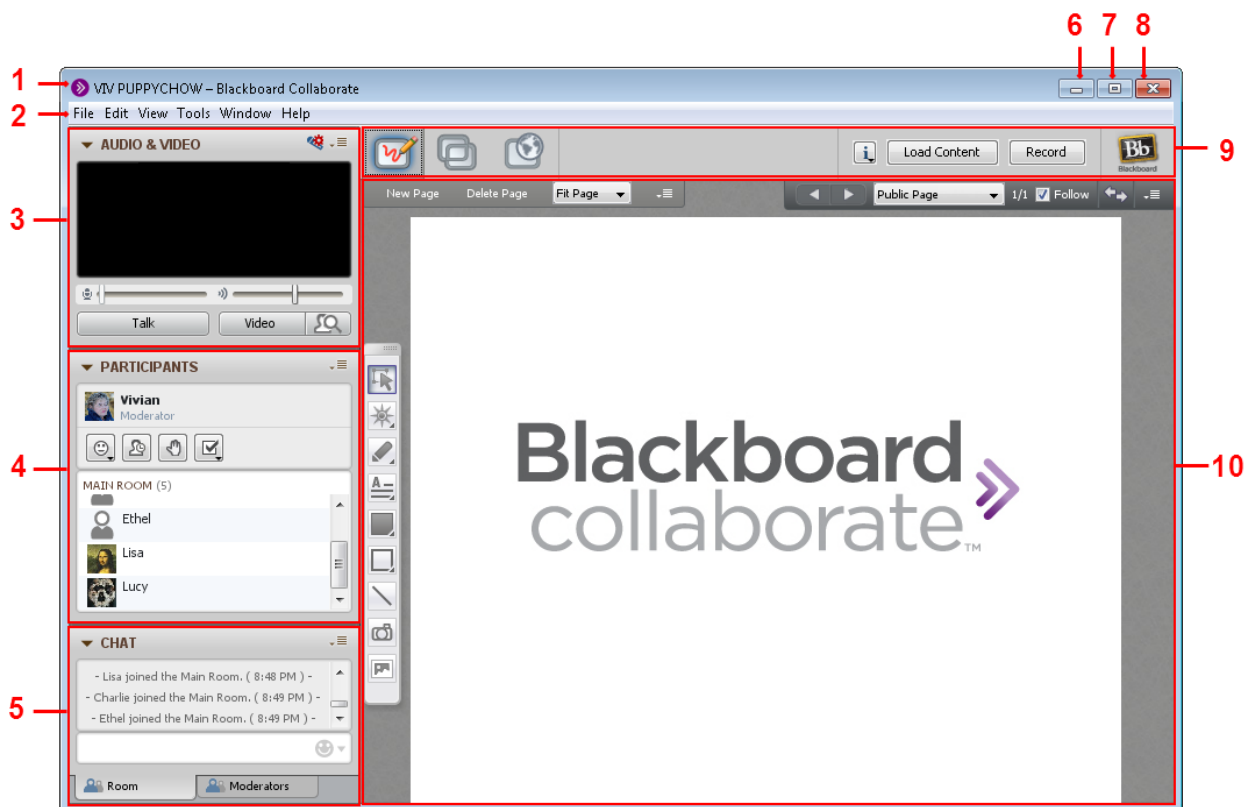 6 7 8
1
VIV PUPPYCHOW – Blackboard Collaborate
2
File Edit View Tools Window Help
AUDIO & VIDEO
Load Content
Record
Bb
Blackboard
9
New Page
Delete Page
Fit Page
Public Page
1/1
Follow
3
Talk
Video
PARTICIPANTS
Vivian
Moderator
4
MAIN ROOM (5)
Ethel
Lisa
Lucy
Blackboard
collaborate™
10
CHAT
- Lisa joined the Main Room. ( 8:48 PM ) -
- Charlie joined the Main Room. ( 8:49 PM ) -
- Ethel joined the Main Room. ( 8:49 PM ) -
5
Room
Moderators